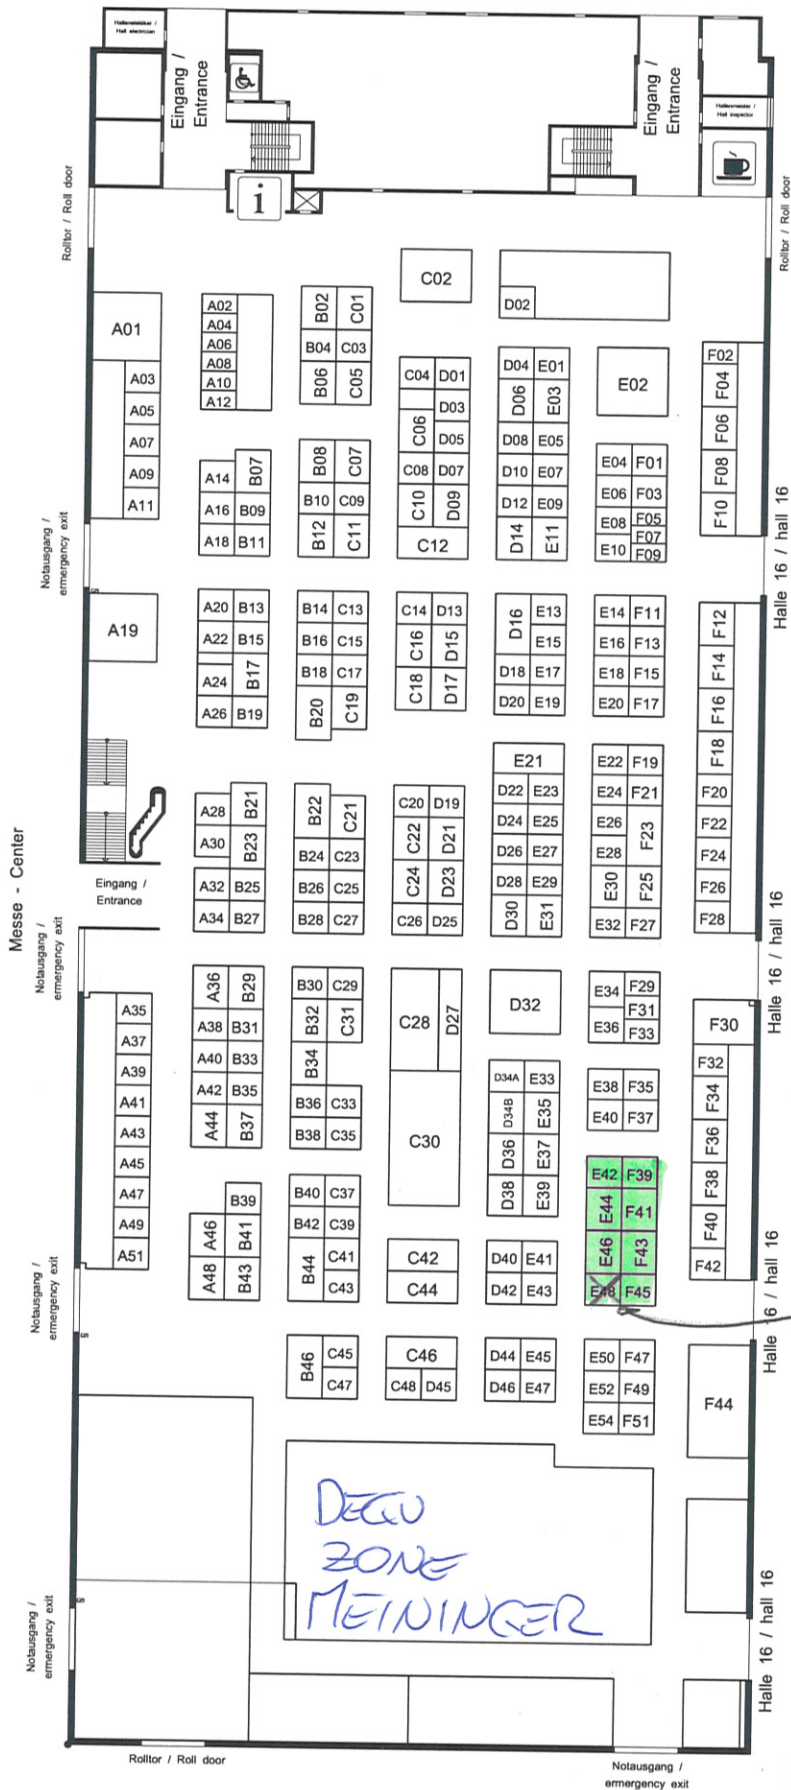 Hallenelektriker /
Hall electrician
Eingang /
Entrance
Eingang /
Entrance
Hallenmeister /
Hall inspector
i
Rolltor / Roll door
Rolltor / Roll door
C02
D02
A01
A02
B02
C01
A04
A06
B04
C03
E02
F02
A08
C04
D01
D04
E01
F04
A03
A10
B06
C05
A12
D06
E03
A05
C06
D03
F06
D05
A07
B08
C07
D08
E05
E04
F01
F08
A09
A14
B07
C08
D07
D10
E07
E06
F03
A11
A16
B09
B10
C09
C10
D09
D12
E09
F10
E08
F05
A18
B11
B12
C11
C12
D14
E11
F07
E10
F09
Notausgang /
ermergency exit
Halle 16 / hall 16
A19
A20
B13
B14
C13
C14
D13
D16
E13
E14
F11
F12
A22
B15
B16
C15
C16
D15
E15
E16
F13
F14
A24
B17
B18
C17
C18
D17
D18
E17
E18
F15
A26
B19
B20
C19
D20
E19
E20
F17
F16
F18
E21
E22
F19
A28
B21
B22
C21
C20
D19
D22
E23
E24
F21
F20
A30
B23
C22
D21
D24
E25
E26
F23
F22
B24
C23
D26
E27
E28
F24
A32
B25
B26
C25
C24
D23
D28
E29
E30
F25
F26
A34
B27
B28
C27
C26
D25
D30
E31
E32
F27
F28
Messe - Center
Eingang /
Entrance
Notausgang /
ermergency exit
Halle 16 / hall 16
A36
B29
B30
C29
C28
D27
D32
E34
F29
A35
B32
C31
F31
F30
A38
B31
E36
F33
A37
B34
A40
B33
F32
A39
D34A
E33
E38
F35
A42
B35
B36
C33
F34
A41
C30
D34B
E35
E40
F37
A44
B37
B38
C35
A43
D36
E37
F36
A45
E42
F39
B40
C37
D38
E39
F38
A47
B39
E44
F41
A46
B41
B42
C39
A49
F40
C42
D40
E41
E46
F43
A51
B44
C41
F42
A48
B43
C43
C44
D42
E43
E48
F45
Notausgang /
ermergency exit
Halle 16 / hall 16
B46
C45
C46
D44
E45
E50
F47
C47
C48
D45
D46
E47
E52
F49
F44
E54
F51
DEGU
ZONE
MEININGER
Notausgang /
ermergency exit
Halle 16 / hall 16
Rolltor / Roll door
Notausgang /
ermergency exit